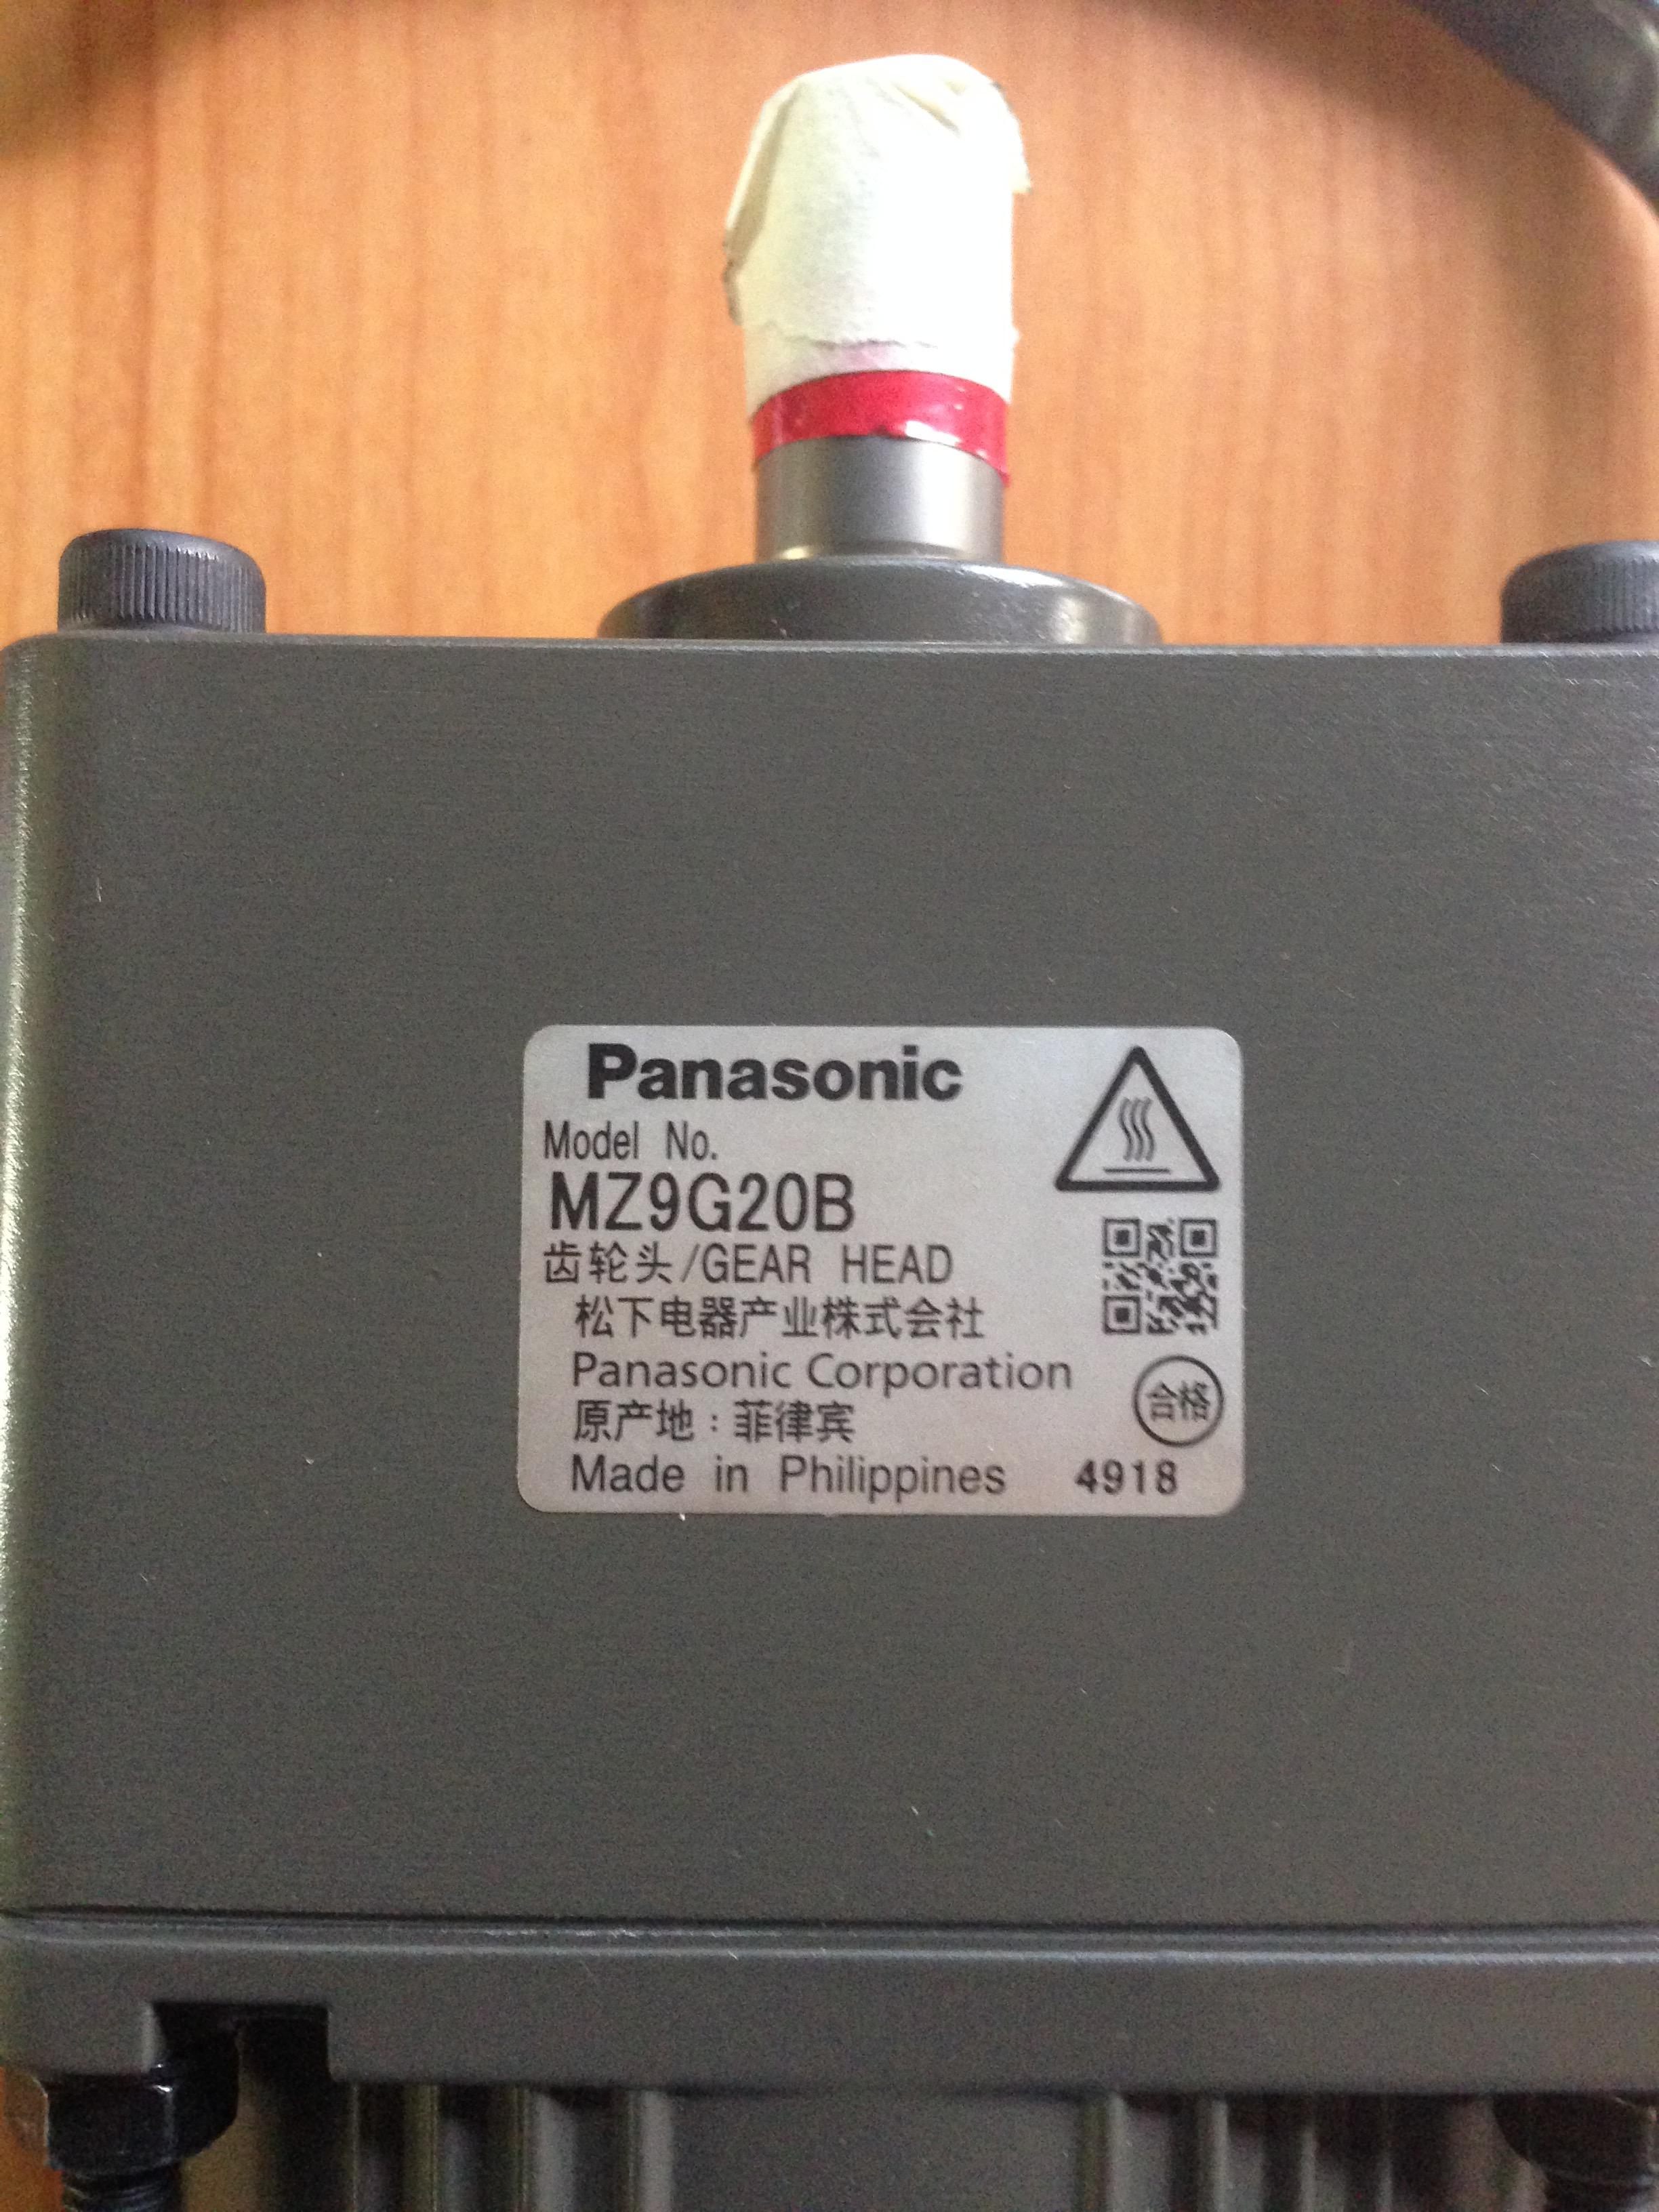 Panasonic
Model No.
MZ9G20B
齿轮头/GEAR HEAD
松下电器产业株式会社
Panasonic Corporation
原产地：菲律宾
合格
Made in Philippines 4918